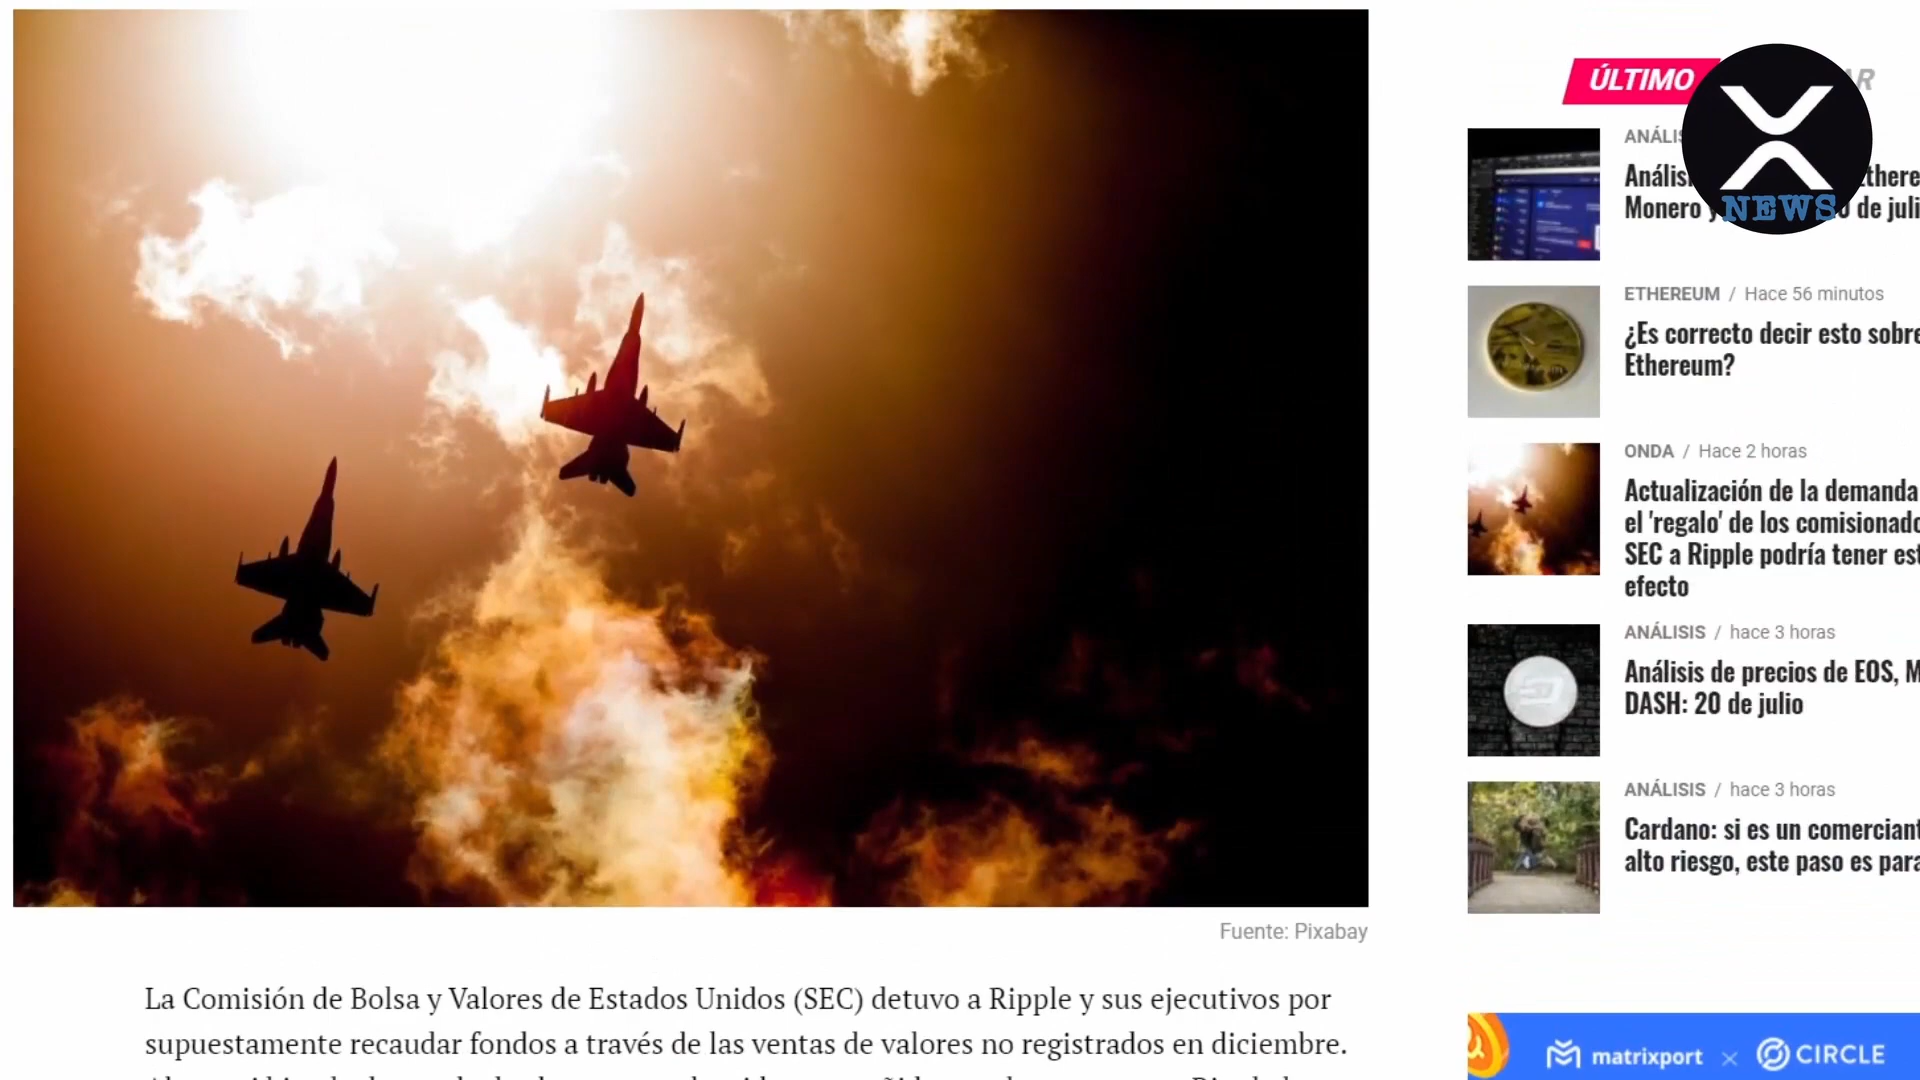 ÚLTIMO
NEWS
Monero y
de juli
ETHEREUM / Hace 56 minutos
¿Es correcto decir esto sobre
Ethereum?
ONDA / Hace 2 horas
Actualización de la demanda
el 'regalo' de los comisionado
SEC a Ripple podría tener est
efecto
ANÁLISIS / hace 3 horas
Análisis de precios de EOS, M
DASH: 20 de julio
ANÁLISIS / hace 3 horas
Cardano: si es un comerciant
alto riesgo, este paso es para
Fuente: Pixabay
La Comisión de Bolsa y Valores de Estados Unidos (SEC) detuvo a Ripple y sus ejecutivos por
supuestamente recaudar fondos a través de las ventas de valores no registrados en diciembre.
matrixport × CIRCLE